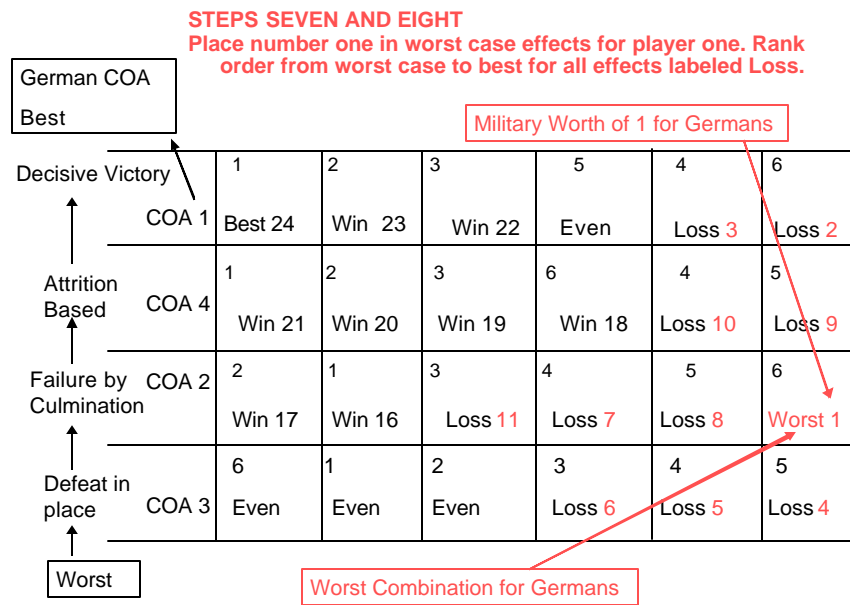 STEPS SEVEN AND EIGHT
Place number one in worst case effects for player one. Rank
order from worst case to best for all effects labeled Loss.
German COA
Best
Military Worth of 1 for Germans
Decisive Victory
1 2 3 5 4 6
COA 1 Best 24 Win 23 Win 22 Even Loss 3 Loss 2
Attrition
Based
1 2 3 6 4 5
COA 4 Win 21 Win 20 Win 19 Win 18 Loss 10 Loss 9
Failure by
Culmination
2 1 3 4 5 6
COA 2 Win 17 Win 16 Loss 11 Loss 7 Loss 8 Worst 1
Defeat in
place
6 1 2 3 4 5
COA 3 Even Even Even Loss 6 Loss 5 Loss 4
Worst
Worst Combination for Germans